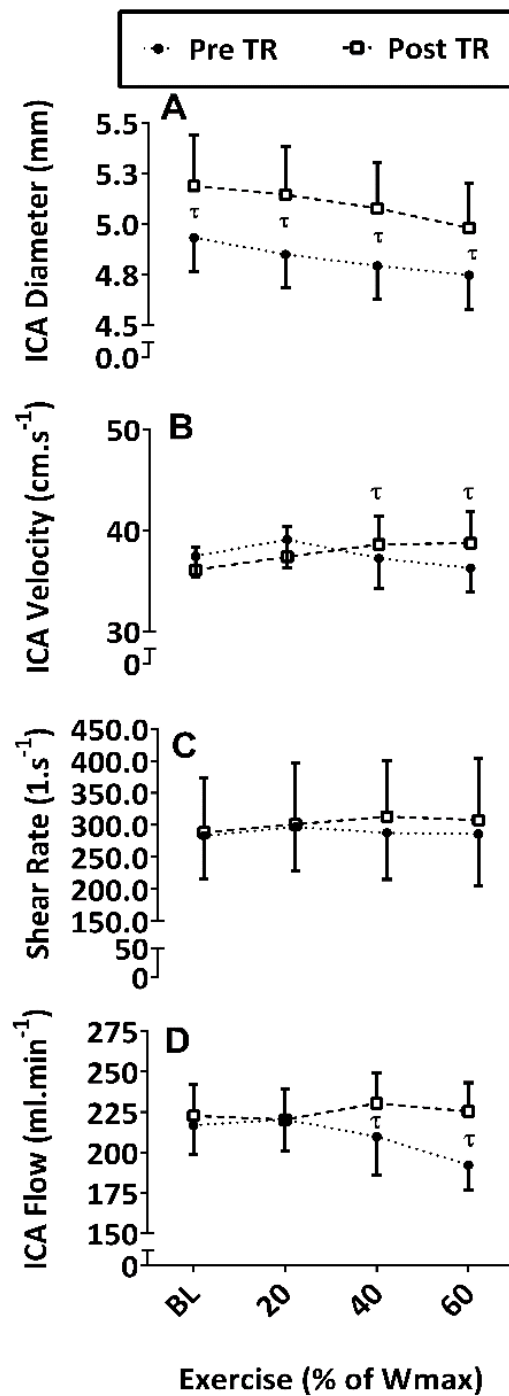 Pre TR Post TR
A
ICA Diameter (mm)
5.5
5.3
5.0
4.8
4.5
0.0
τ τ τ τ
B
ICA Velocity (cm.s⁻¹)
50
40
30
0
τ τ
C
Shear Rate (1.s⁻¹)
450.0
400.0
350.0
300.0
250.0
200.0
150.0
50
0
D
ICA Flow (ml.min⁻¹)
275
250
225
200
175
150
0
τ τ
BL 20 40 60
Exercise (% of Wmax)